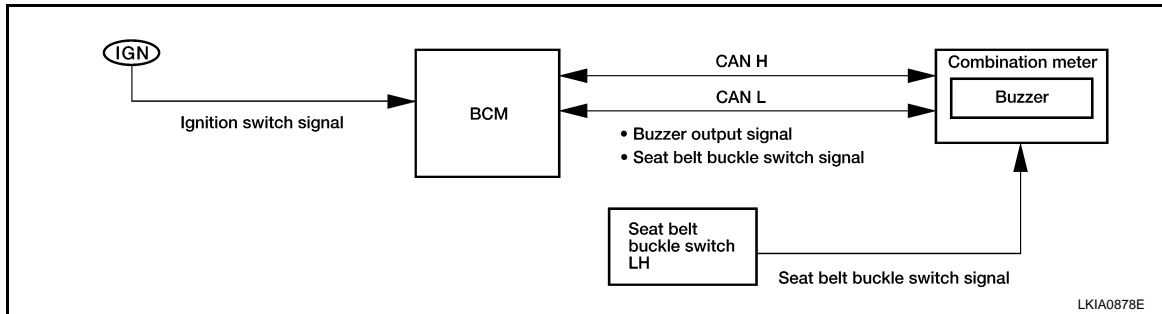 IGN
Ignition switch signal
BCM
CAN H
CAN L
• Buzzer output signal
• Seat belt buckle switch signal
Combination meter
Buzzer
Seat belt
buckle switch
LH
Seat belt buckle switch signal
LKIA0878E